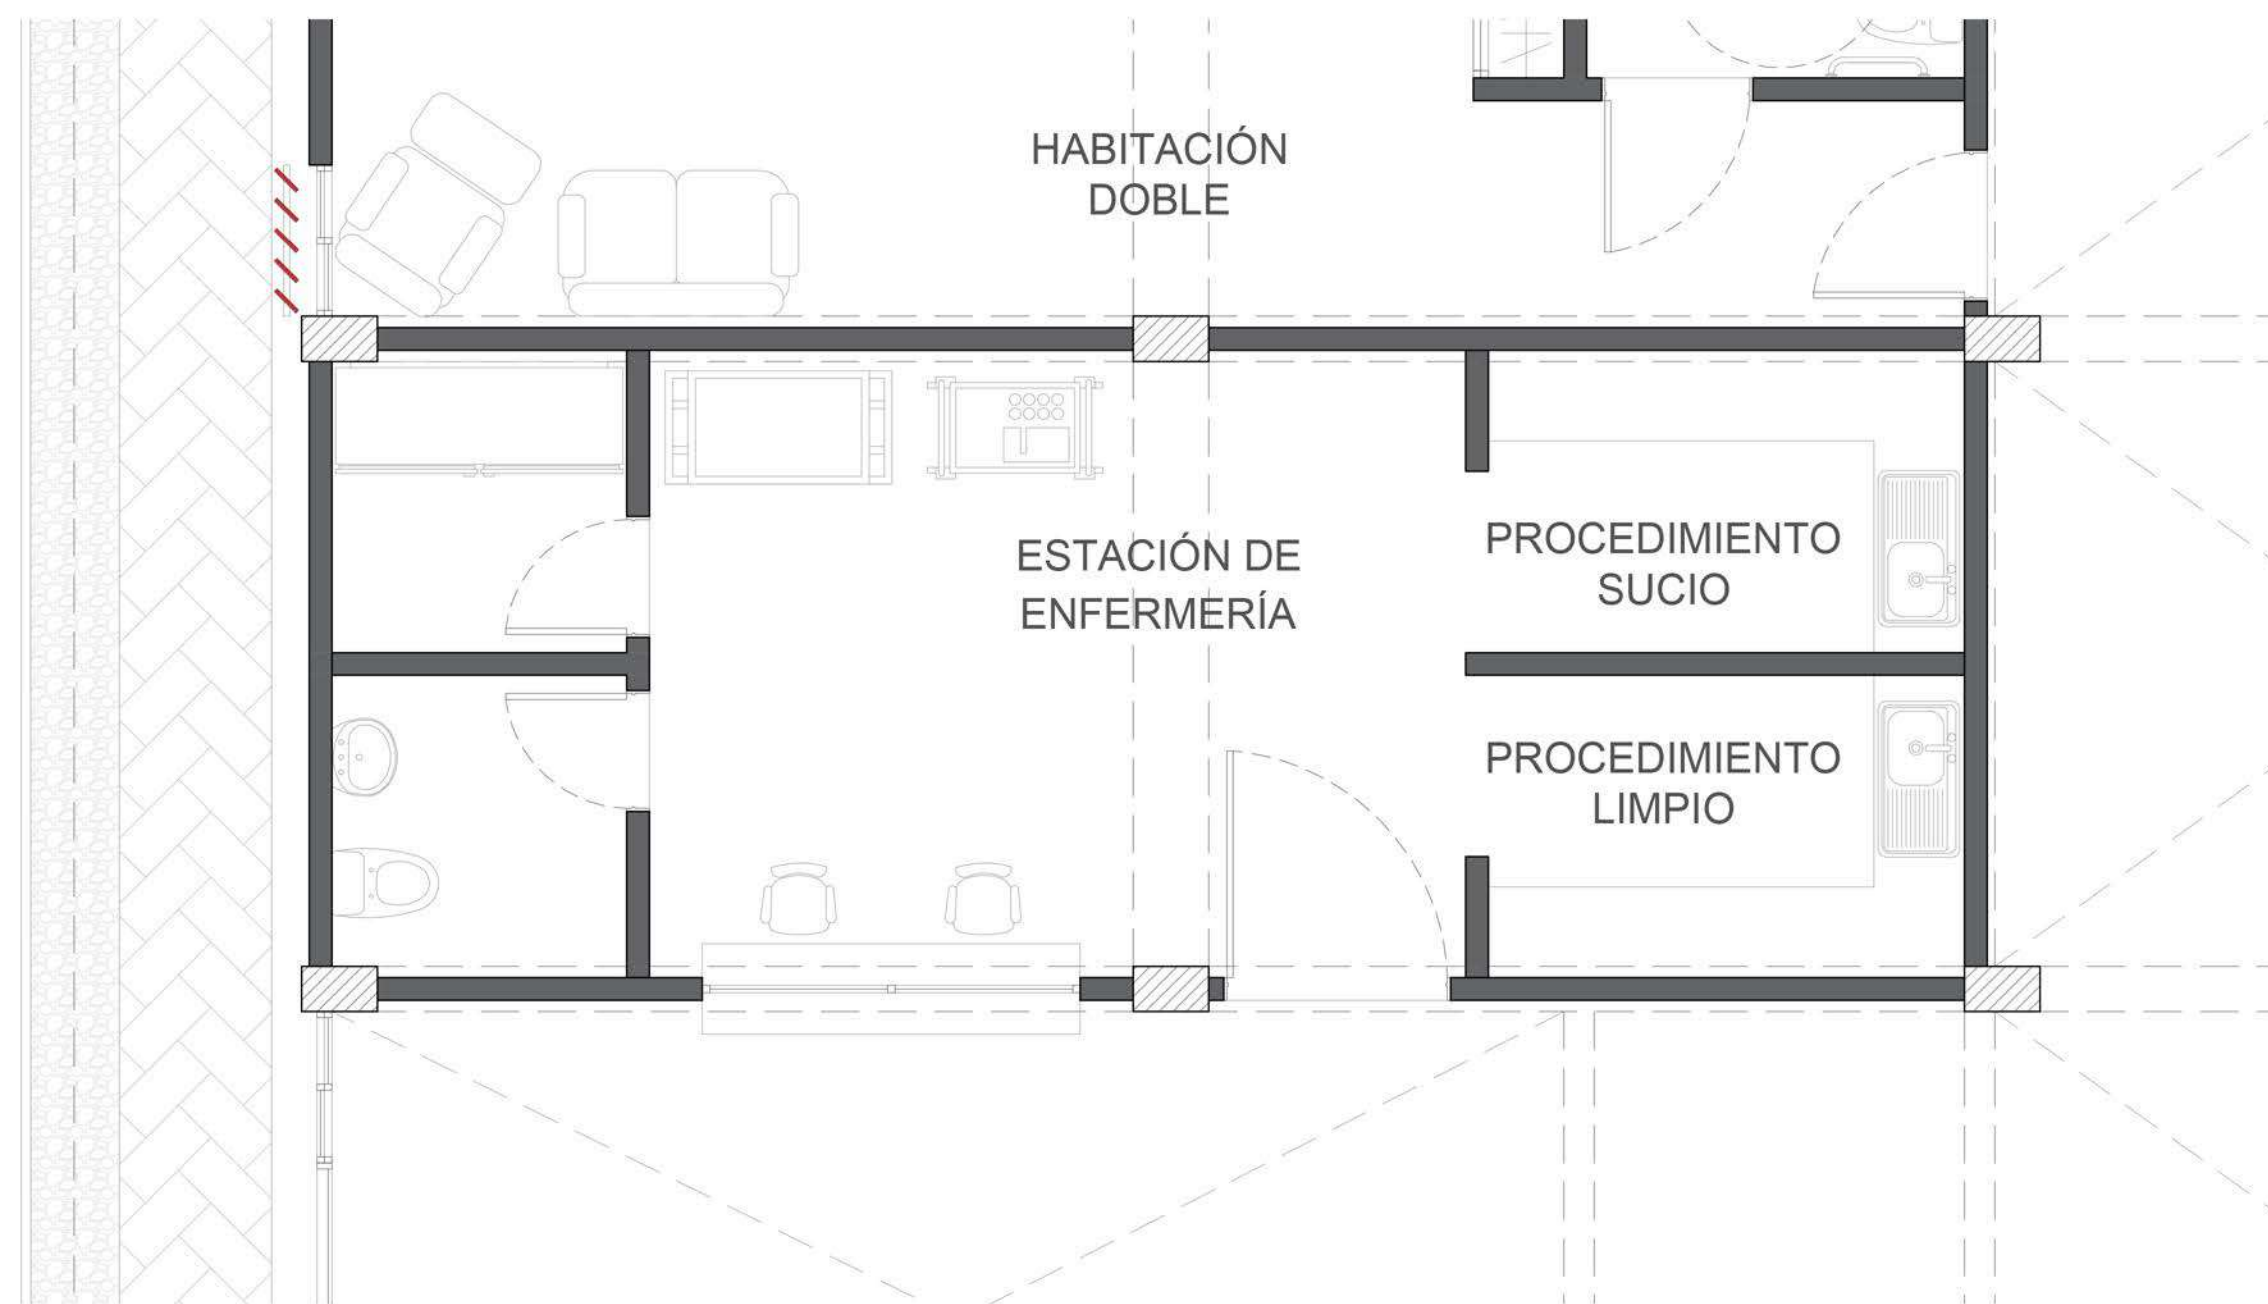 HABITACIÓN
DOBLE
ESTACIÓN DE
ENFERMERÍA
PROCEDIMIENTO
SUCIO
PROCEDIMIENTO
LIMPIO